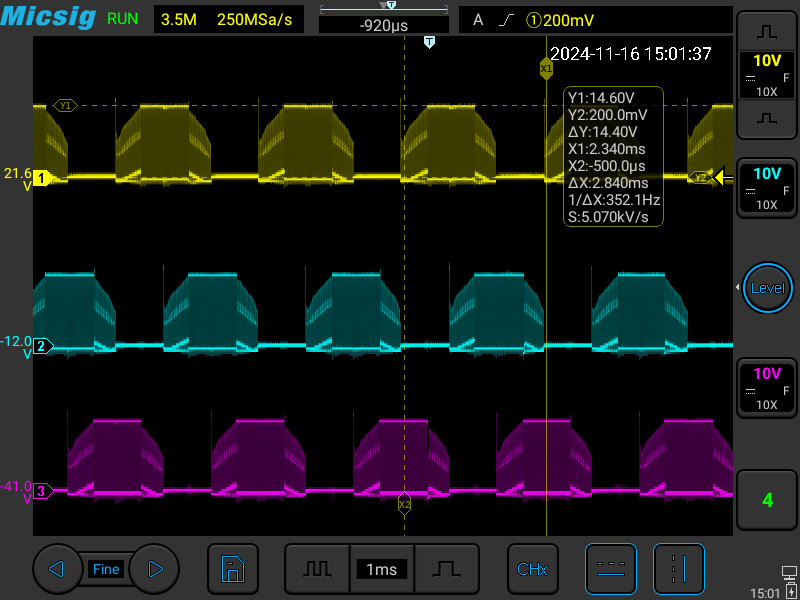 Micsig RUN 3.5M 250MSa/s -920µs A ①200mV
T
T
2024-11-16 15:01:37
X1
Y1:14.60V
Y2:200.0mV
ΔY:14.40V
X1:2.340ms
X2:-500.0µs
ΔX:2.840ms
1/ΔX:352.1Hz
S:5.070kV/s
Y1
21.6
V
1
Y2
-12.0
V
2
-41.0
V
3
X2
10V
F
10X
10V
F
10X
Level
10V
F
10X
4
Fine
1ms
CHx
15:01